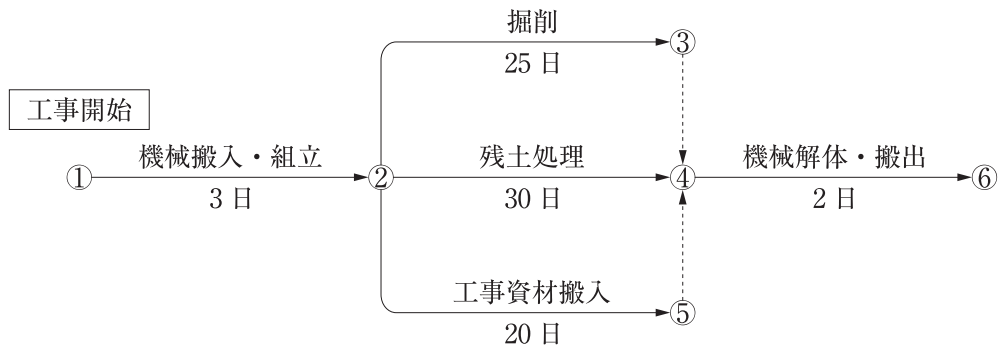 掘削
③
25日
工事開始
機械搬入・組立
残土処理
機械解体・搬出
①
②
④
⑥
3日
30日
2日
工事資材搬入
⑤
20日